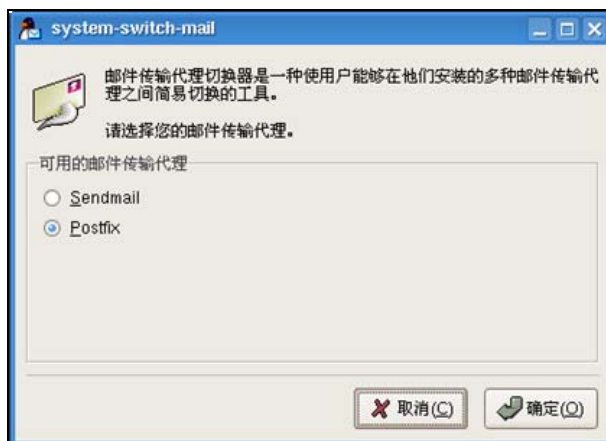 system-switch-mail
邮件传输代理切换器是一种使用户能够在他们安装的多种邮件传输代
理之间简易切换的工具。
请选择您的邮件传输代理。
可用的邮件传输代理
Sendmail
Postfix
取消(C)
确定(O)